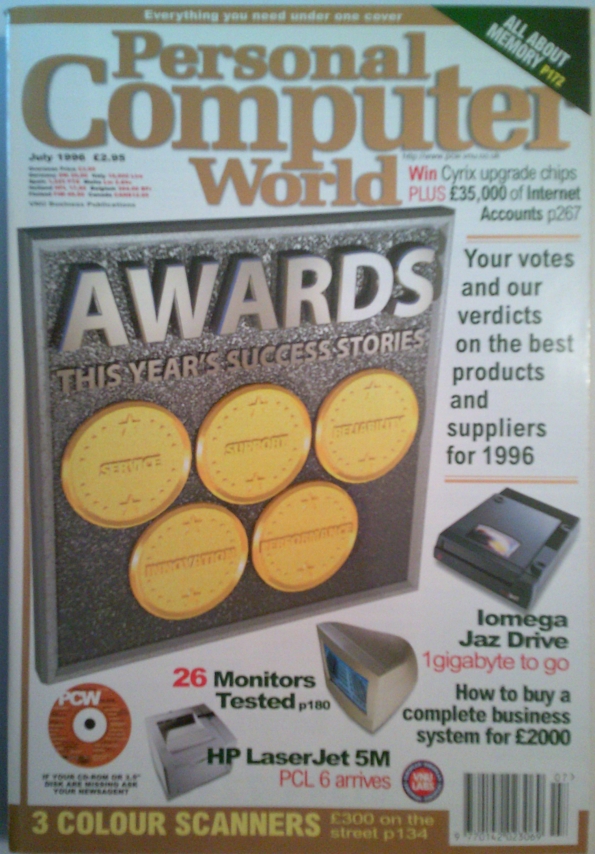 Everything you need under one cover
ALL ABOUT
MEMORY P172
Personal
Computer
World
July 1996 £2.95
http://www.pcw.vnu.co.uk
VNU Business Publications
Win Cyrix upgrade chips
PLUS £35,000 of Internet
Accounts p267
AWARDS
THIS YEAR'S SUCCESS STORIES
SERVICE
SUPPORT
RELIABILITY
INNOVATION
PERFORMANCE
Your votes
and our
verdicts
on the best
products
and
suppliers
for 1996
Iomega
Jaz Drive
1gigabyte to go
26 Monitors
Tested p180
How to buy a
complete business
system for £2000
PCW
IF YOUR CD-ROM OR 3.5"
DISK ARE MISSING ASK
YOUR NEWSAGENT
HP LaserJet 5M
PCL 6 arrives
VNU
LABS
3 COLOUR SCANNERS
£300 on the
street p134
07>
9 770142 023069